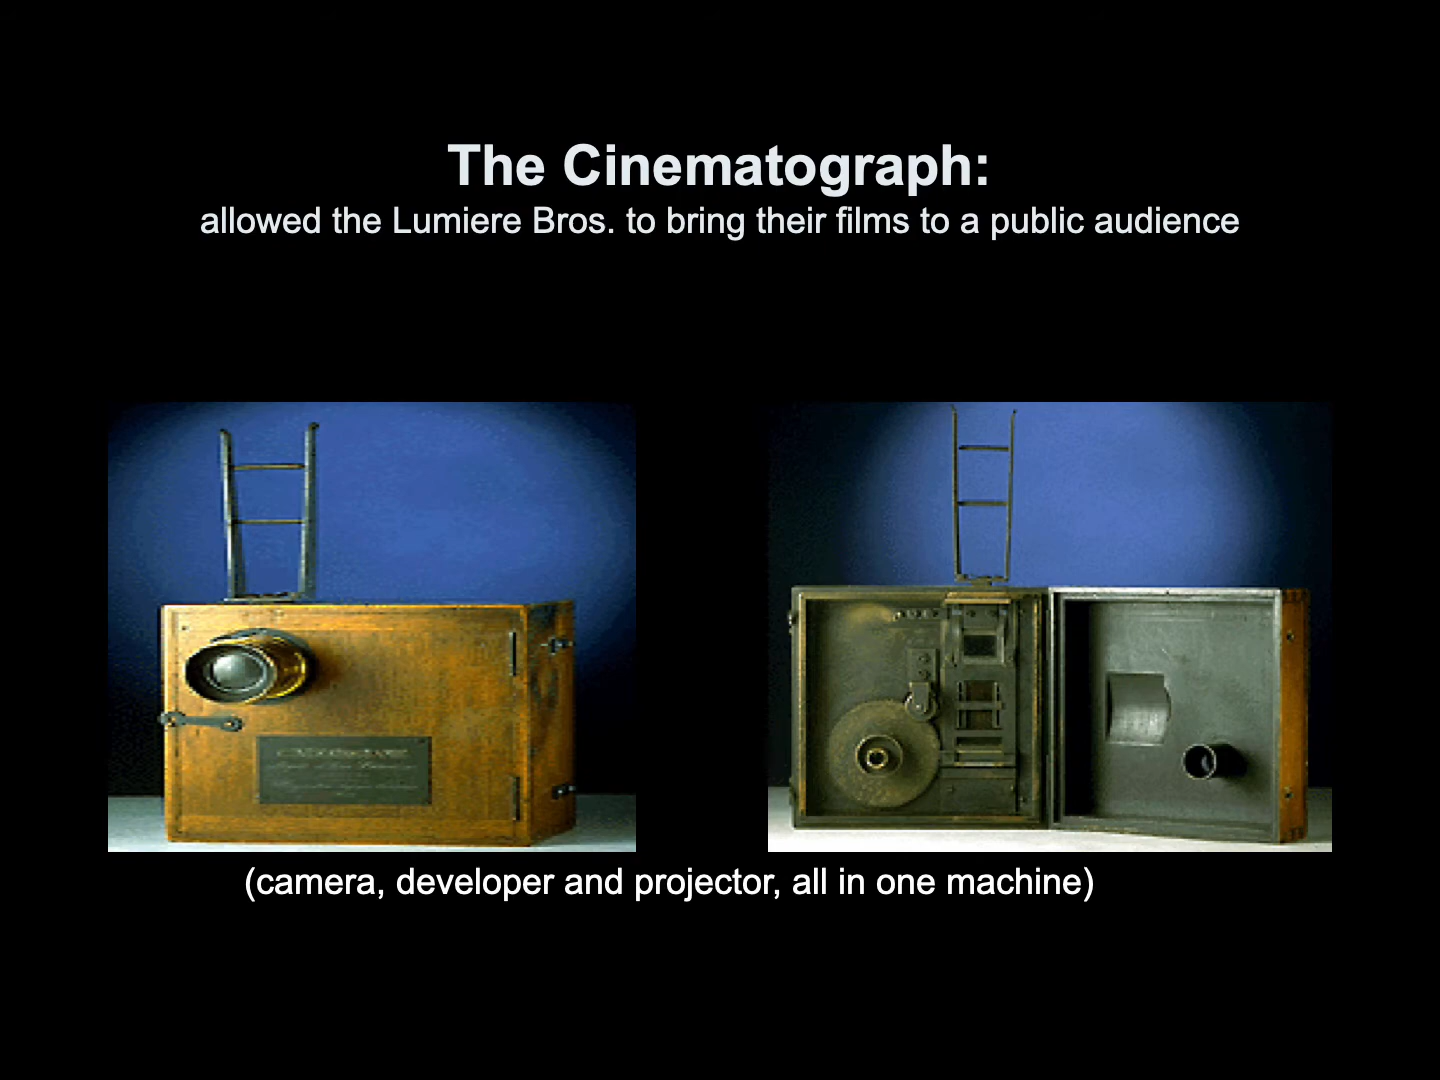 The Cinematograph:
allowed the Lumiere Bros. to bring their films to a public audience
(camera, developer and projector, all in one machine)